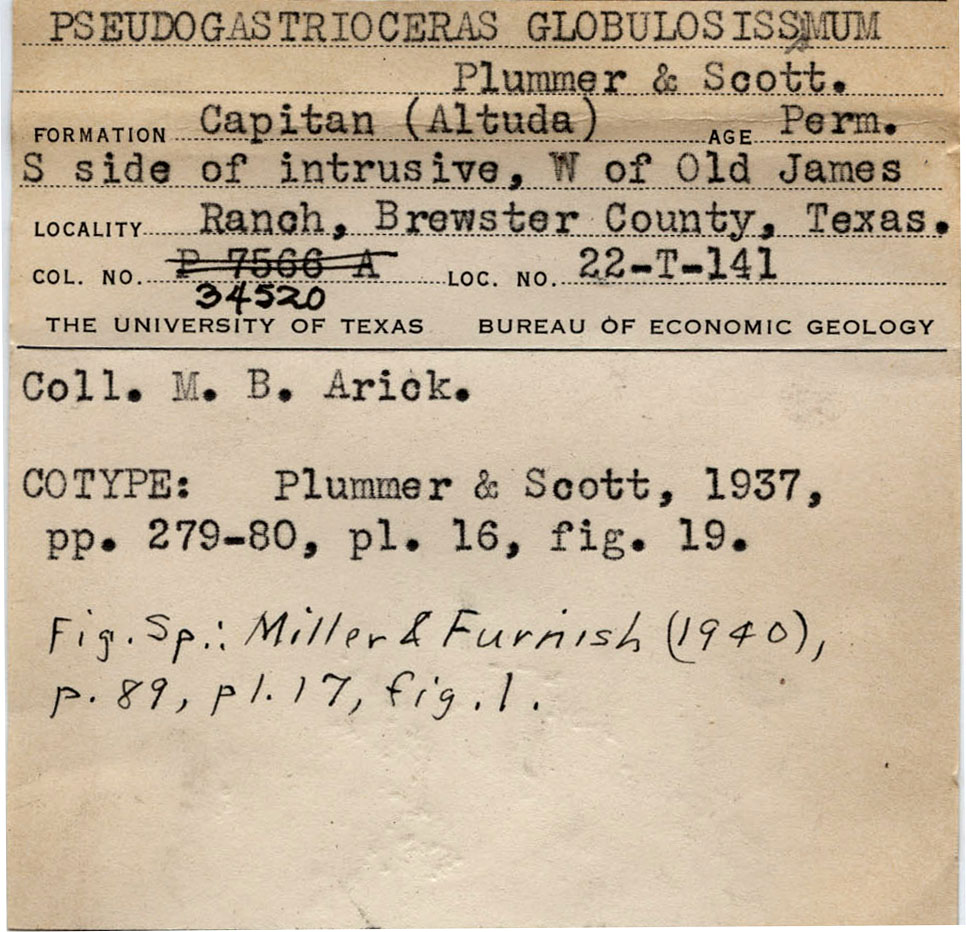 PSEUDOGASTRIOCERAS GLOBULOSISSMUM
Plummer & Scott.
FORMATION Capitan (Altuda) AGE Perm.
S side of intrusive, W of Old James
LOCALITY Ranch, Brewster County, Texas.
COL. NO. P 7566 A LOC. NO. 22-T-141
34520
THE UNIVERSITY OF TEXAS BUREAU OF ECONOMIC GEOLOGY
Coll. M. B. Arick.
COTYPE: Plummer & Scott, 1937,
pp. 279-80, pl. 16, fig. 19.
Fig. Sp.: Miller & Furnish (1940),
p. 89, pl. 17, fig. 1.